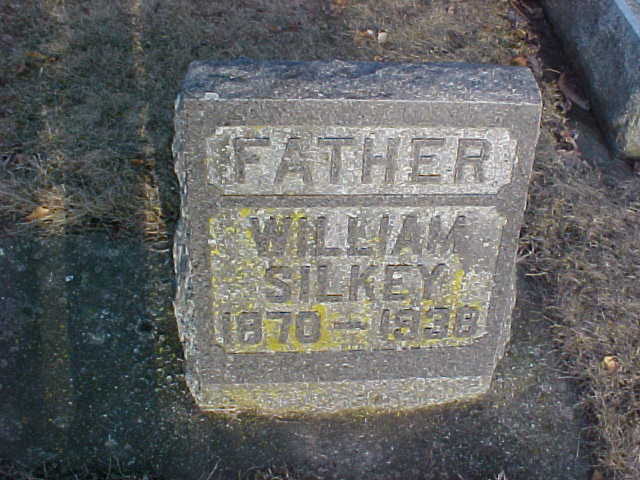 FATHER
WILLIAM
SILKEY
1870 – 1938